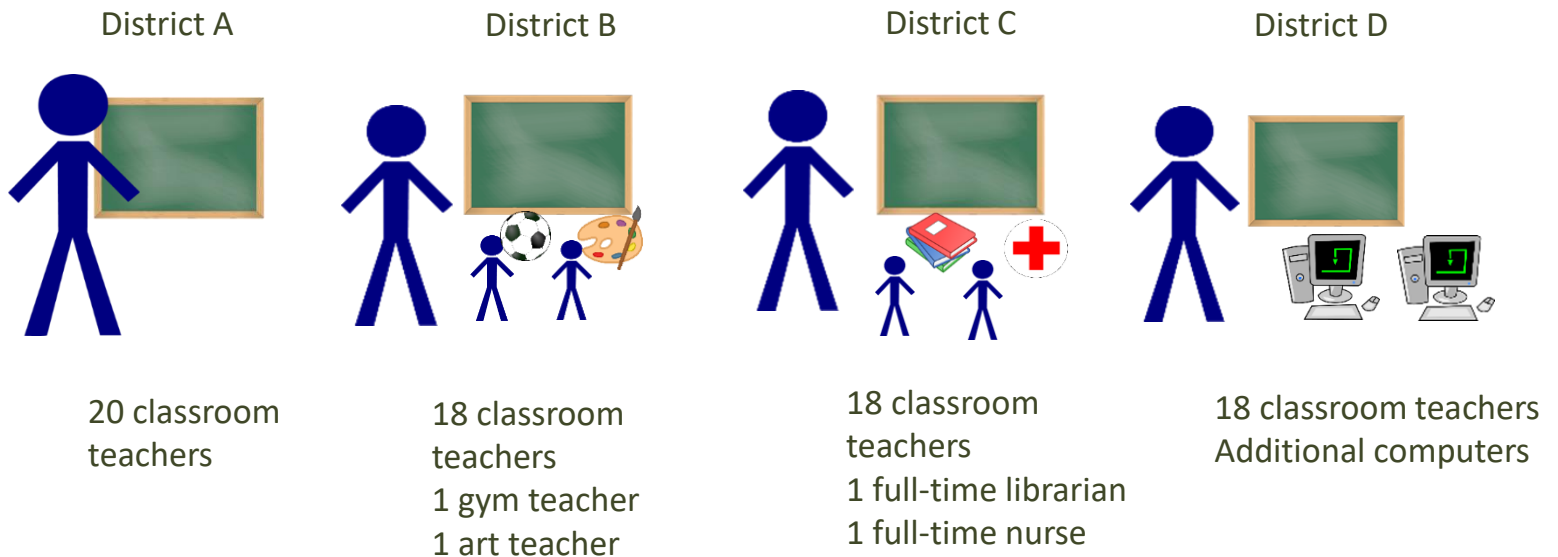 District A
District B
District C
District D
20 classroom
teachers
18 classroom
teachers
1 gym teacher
1 art teacher
18 classroom
teachers
1 full-time librarian
1 full-time nurse
18 classroom teachers
Additional computers